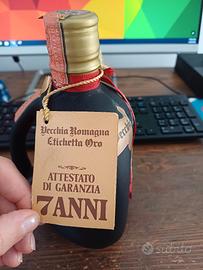 Vecchia Romagna
Etichetta Oro
ATTESTATO
DI GARANZIA
7 ANNI
subito